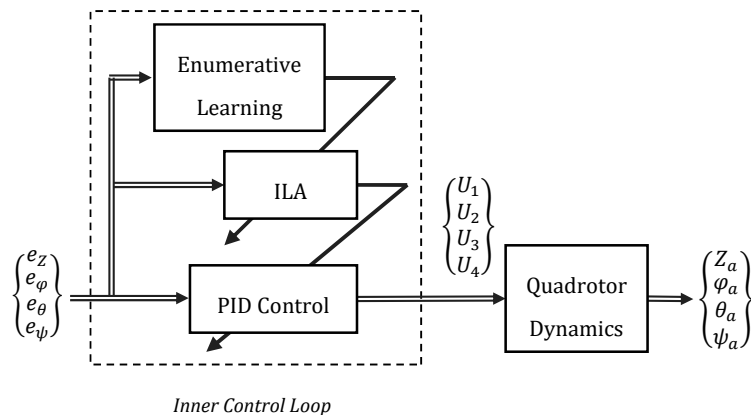 Enumerative
Learning
ILA
PID Control
e_Z
e_φ
e_θ
e_ψ
U_1
U_2
U_3
U_4
Quadrotor
Dynamics
Z_a
φ_a
θ_a
ψ_a
Inner Control Loop